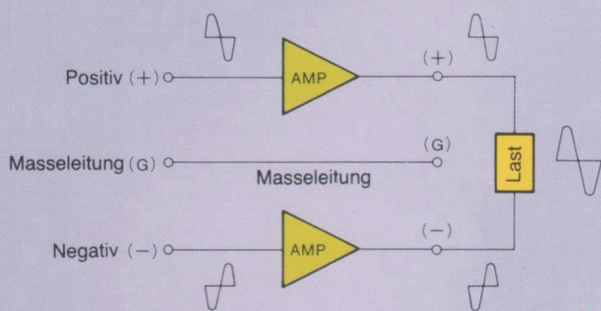 Positiv (+)
AMP
(+)
Masseleitung (G)
Masseleitung
(G)
Last
Negativ (−)
AMP
(−)